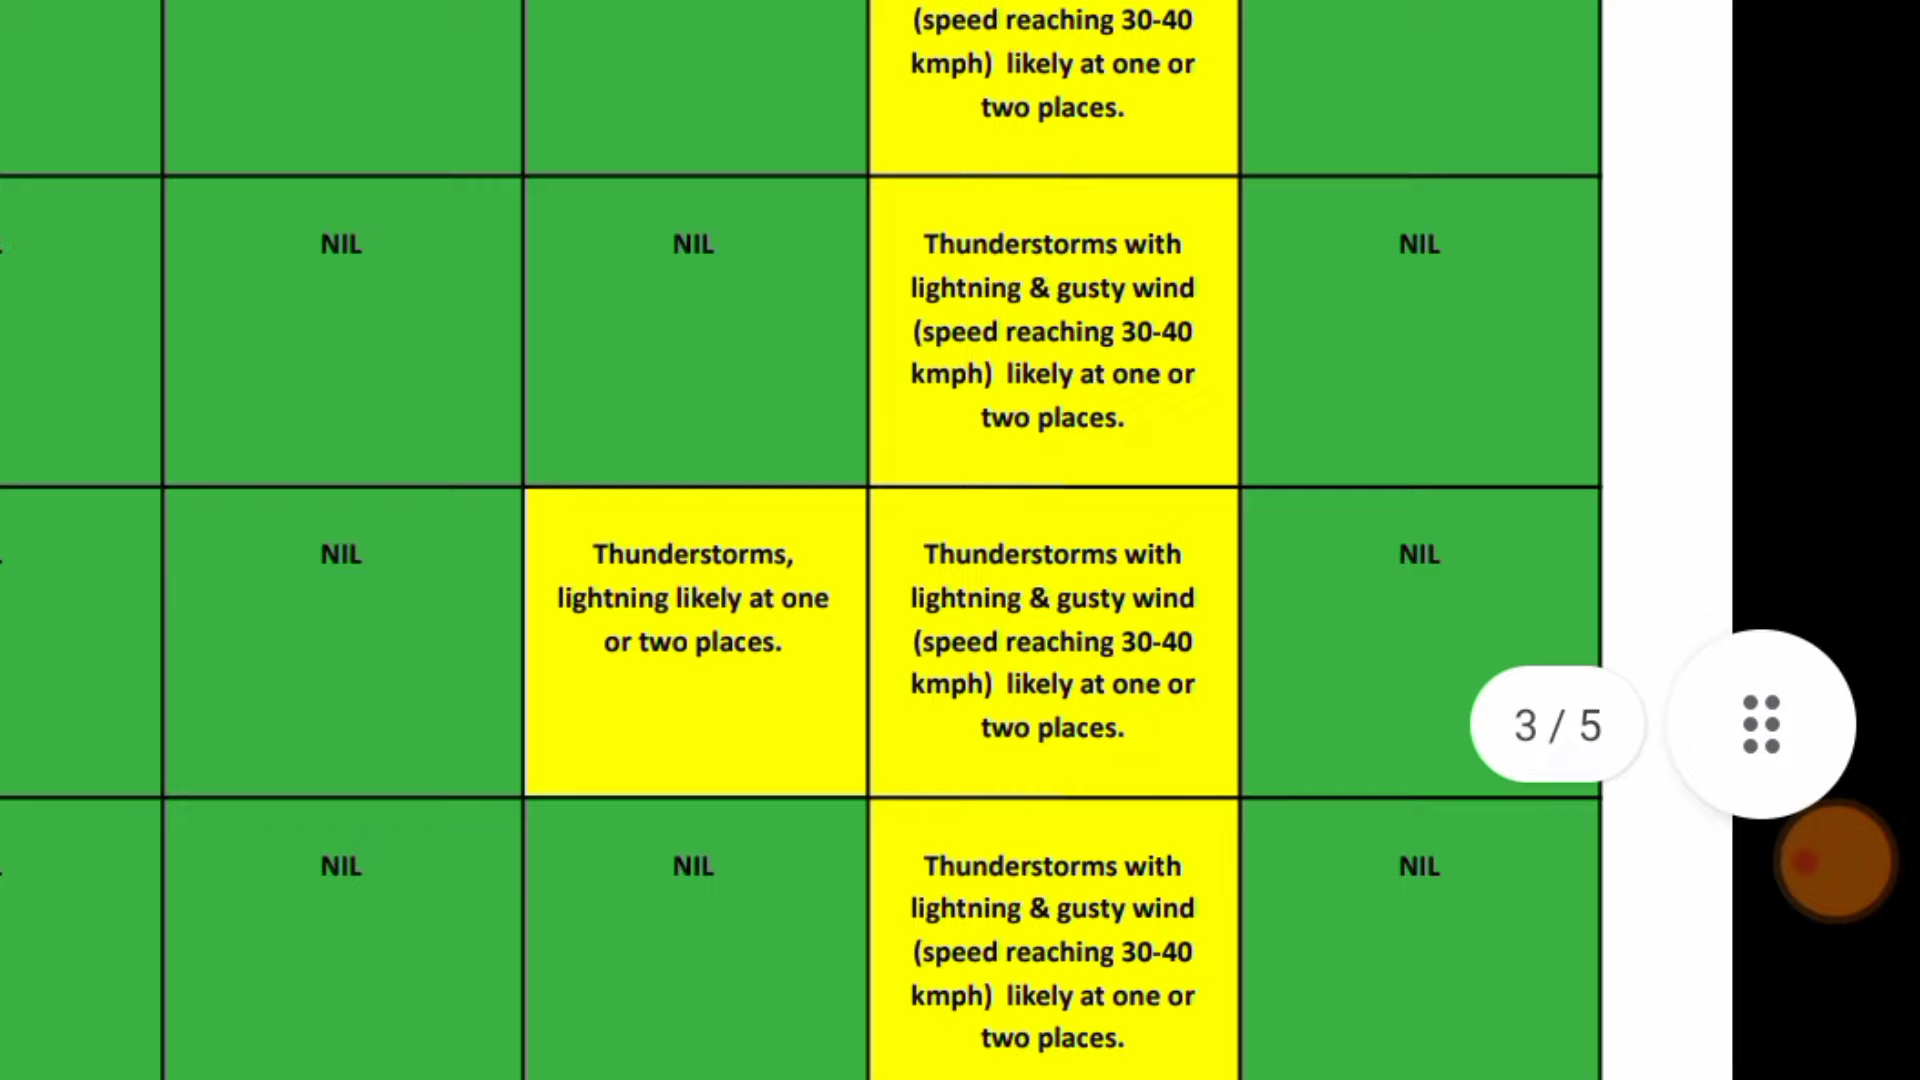 (speed reaching 30-40
kmph) likely at one or
two places.
NIL
NIL
Thunderstorms with
lightning & gusty wind
(speed reaching 30-40
kmph) likely at one or
two places.
NIL
NIL
Thunderstorms,
lightning likely at one
or two places.
Thunderstorms with
lightning & gusty wind
(speed reaching 30-40
kmph) likely at one or
two places.
NIL
3 / 5
NIL
NIL
Thunderstorms with
lightning & gusty wind
(speed reaching 30-40
kmph) likely at one or
two places.
NIL